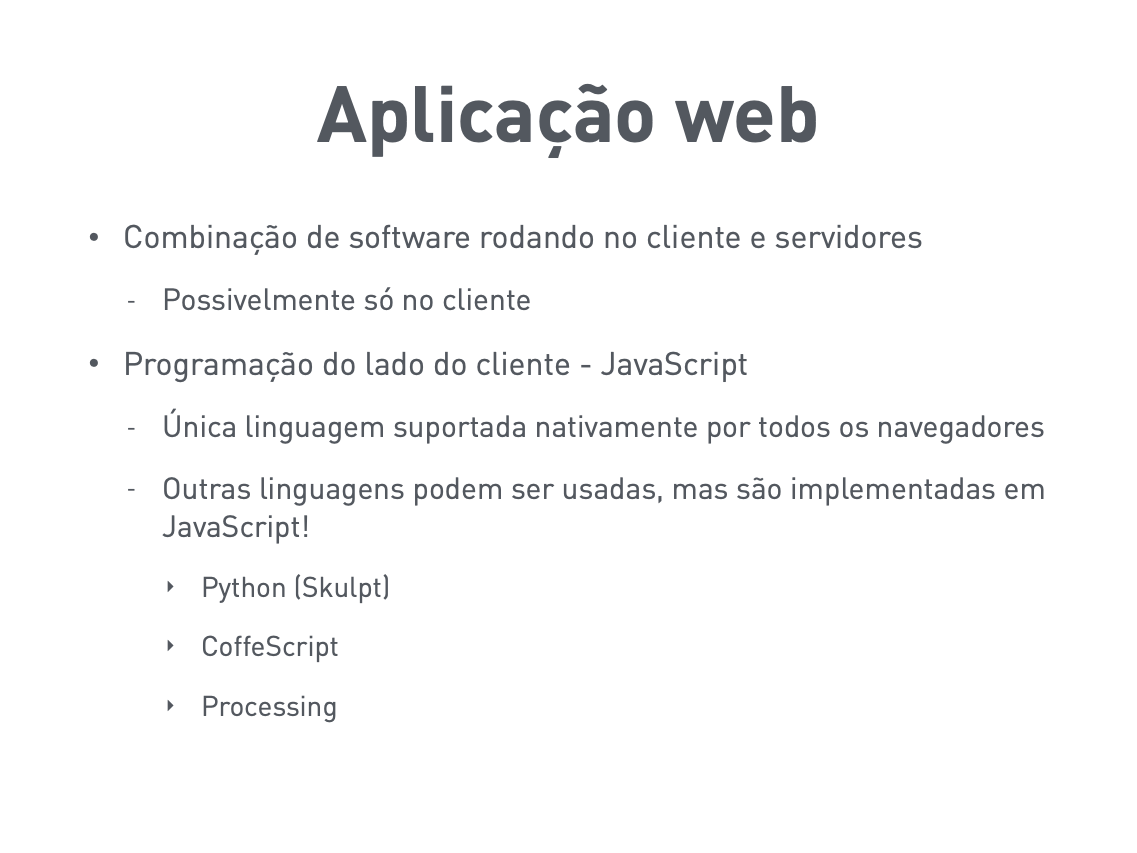 Aplicação web
• Combinação de software rodando no cliente e servidores
- Possivelmente só no cliente
• Programação do lado do cliente - JavaScript
- Única linguagem suportada nativamente por todos os navegadores
- Outras linguagens podem ser usadas, mas são implementadas em
JavaScript!
‣ Python (Skulpt)
‣ CoffeScript
‣ Processing